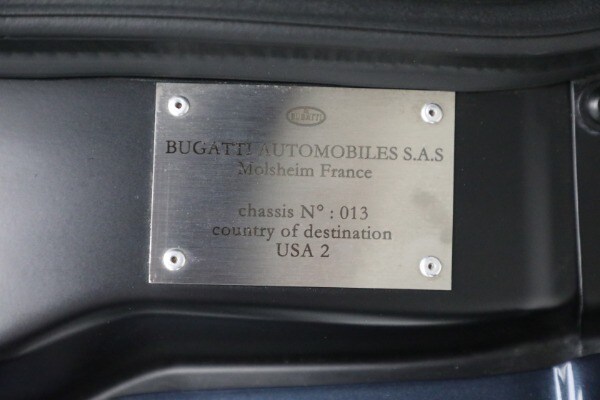 BUGATTI
BUGATTI AUTOMOBILES S.A.S
Molsheim France
chassis N° : 013
country of destination
USA 2